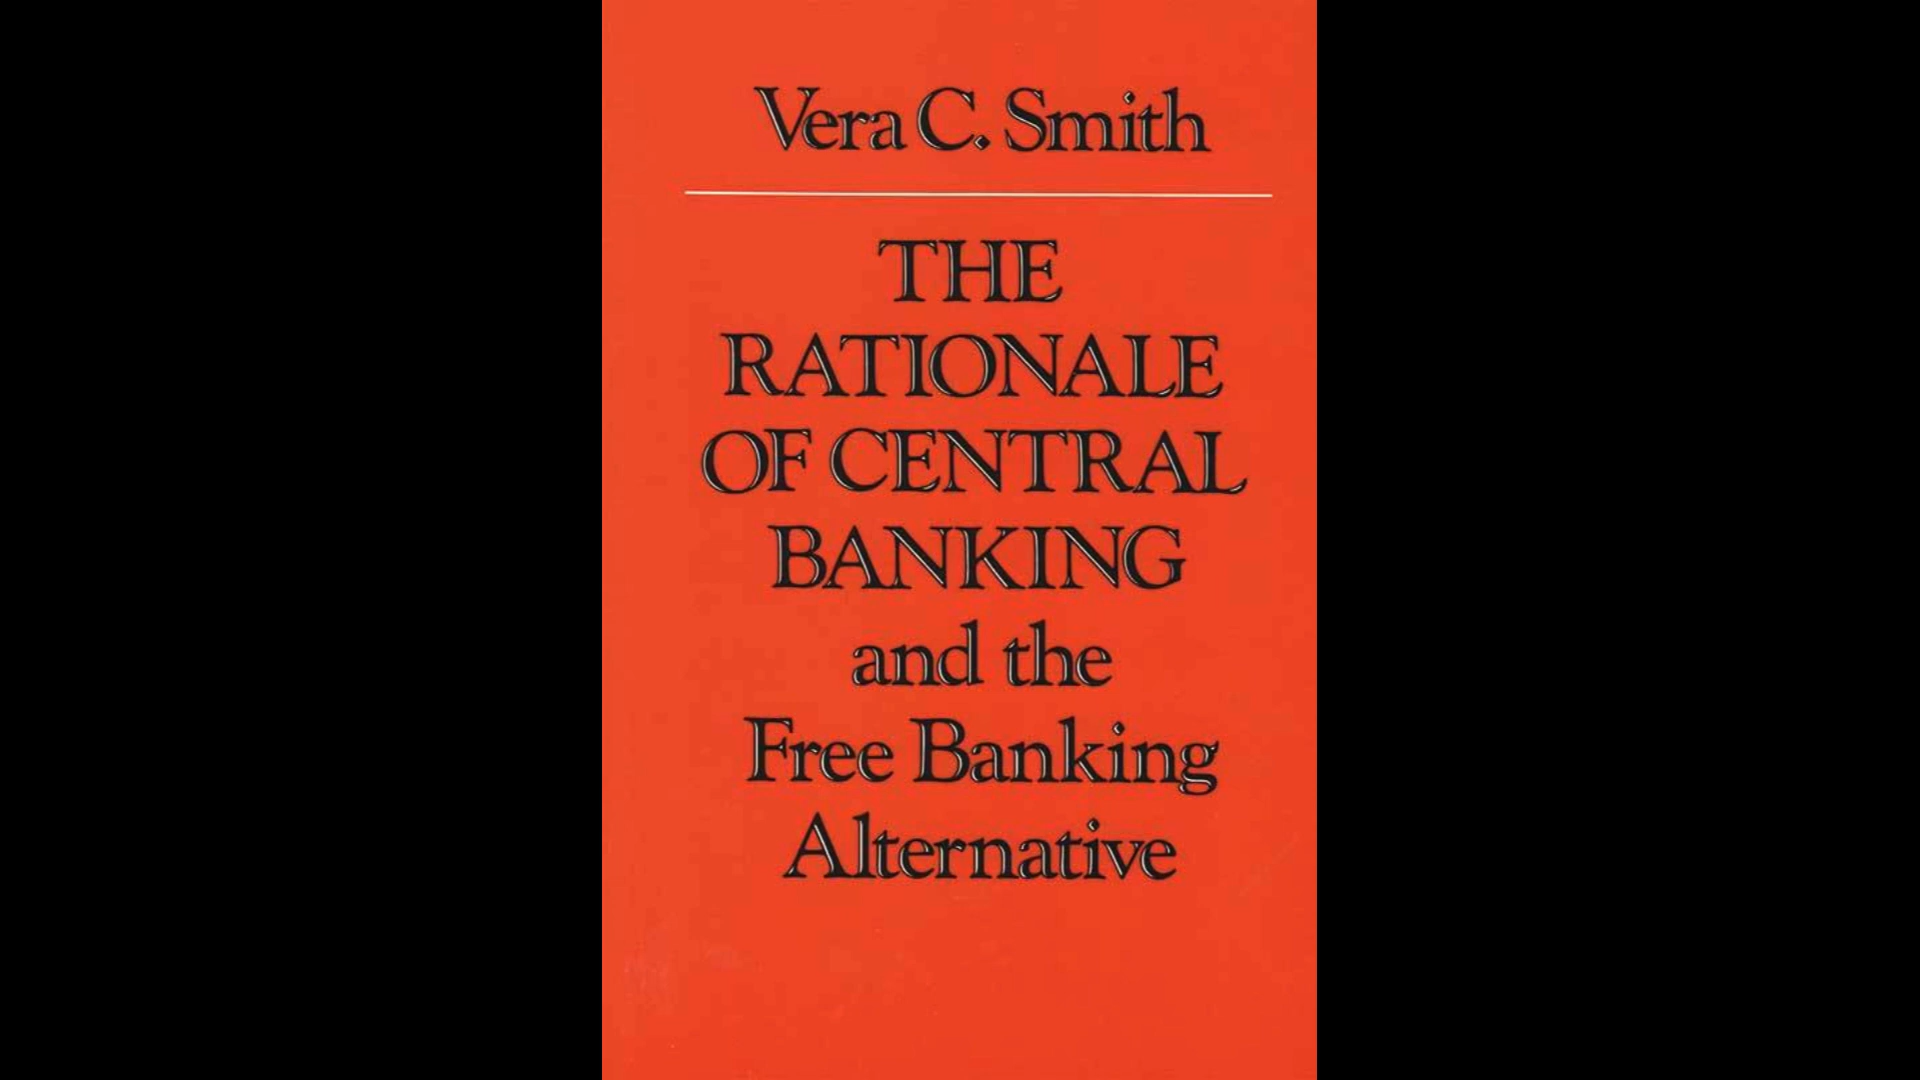 Vera C. Smith
THE
RATIONALE
OF CENTRAL
BANKING
and the
Free Banking
Alternative